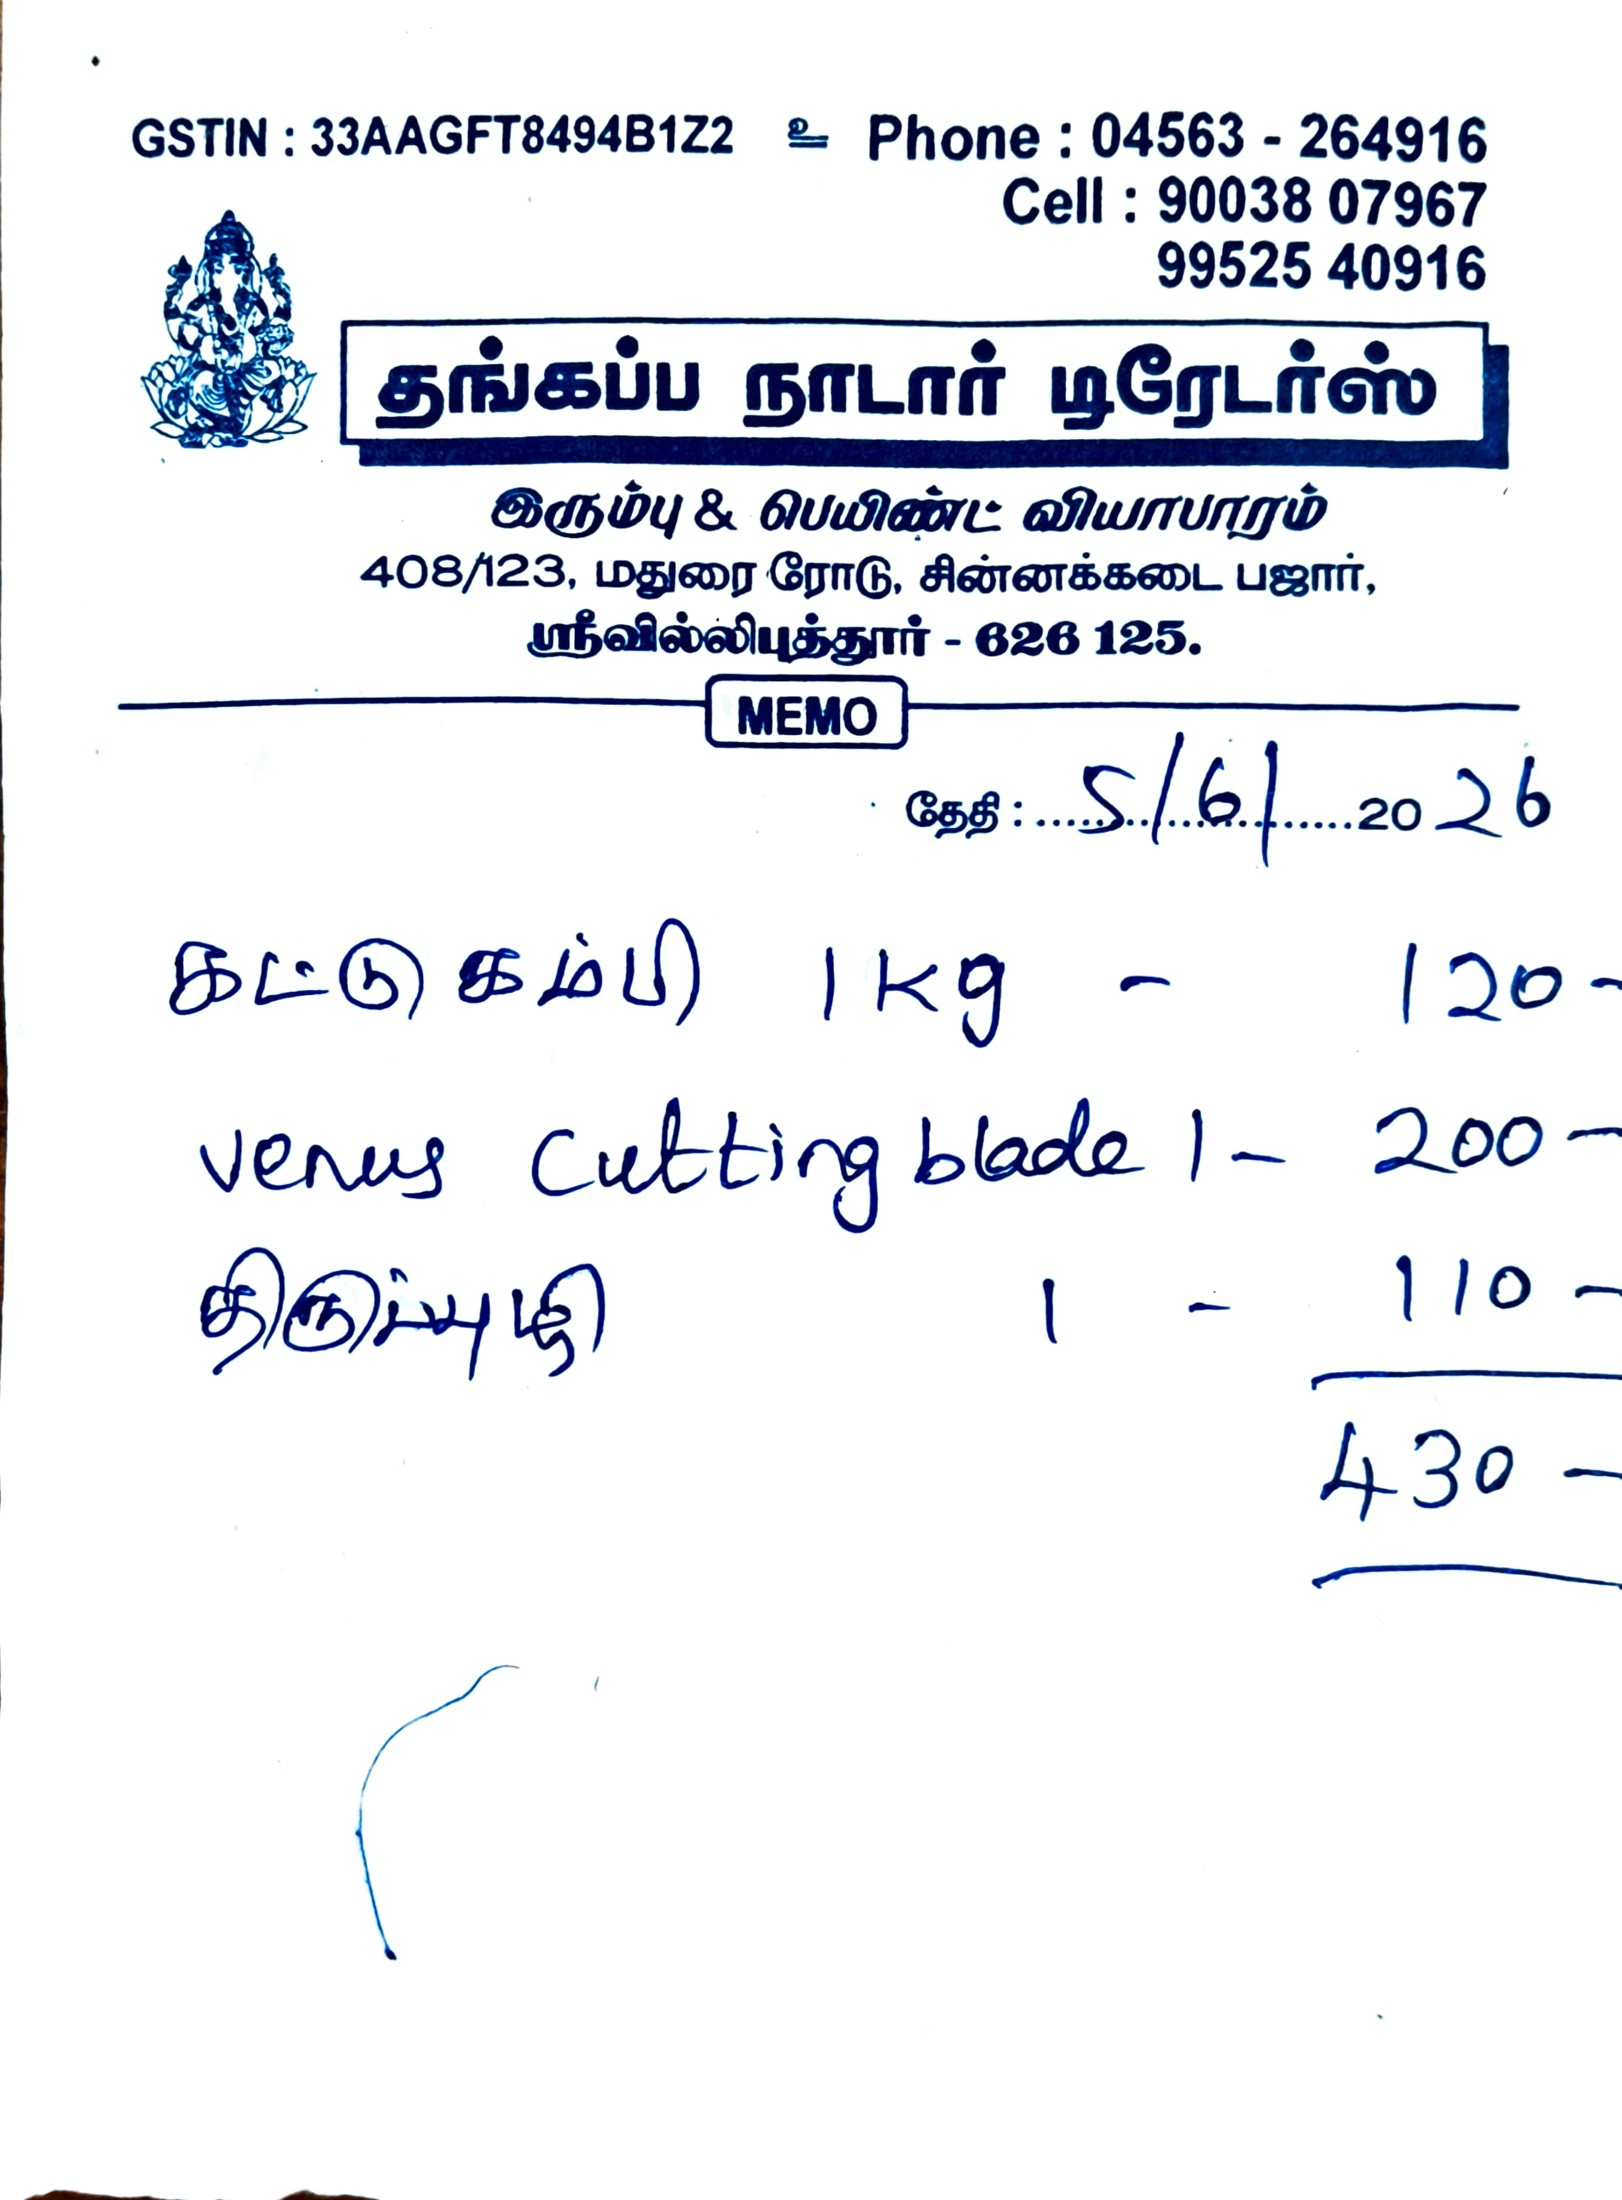 GSTIN : 33AAGFT8494B1Z2 உ Phone : 04563 - 264916
Cell : 90038 07967
99525 40916
தங்கப்ப நாடார் டிரேடர்ஸ்
இரும்பு & பெயிண்ட் வியாபாரம்
408/123, மதுரை ரோடு, சின்னக்கடை பஜார்,
ஸ்ரீவில்லிபுத்தூர் - 626 125.
MEMO
தேதி : 5/6/ 2026
கட்டு கம்பி 1 kg - 120 -
Venus Cutting blade 1 - 200 -
திருப்புழி 1 - 110 -
430 -